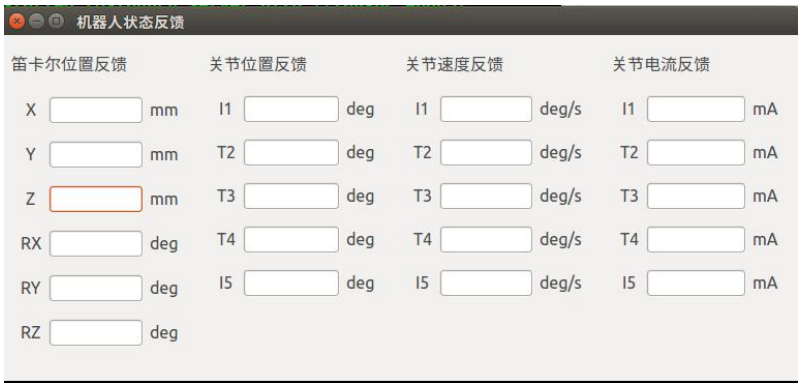 机器人状态反馈
笛卡尔位置反馈 关节位置反馈 关节速度反馈 关节电流反馈
X mm I1 deg I1 deg/s I1 mA
Y mm T2 deg T2 deg/s T2 mA
Z mm T3 deg T3 deg/s T3 mA
RX deg T4 deg T4 deg/s T4 mA
RY deg I5 deg I5 deg/s I5 mA
RZ deg